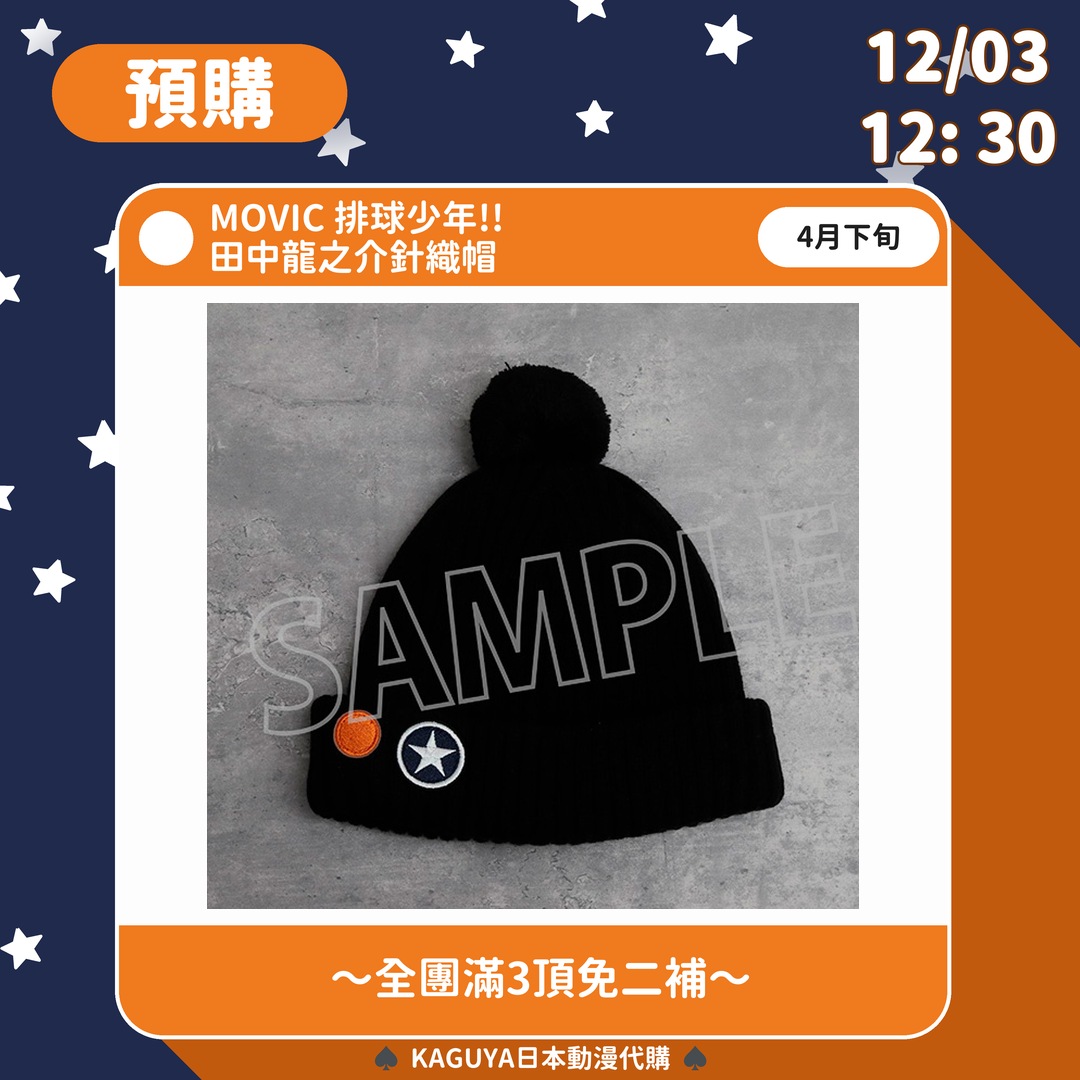 預購
12/03
12: 30
MOVIC 排球少年!!
田中龍之介針織帽
4月下旬
SAMPLE
～全團滿3頂免二補～
♠ KAGUYA日本動漫代購 ♠